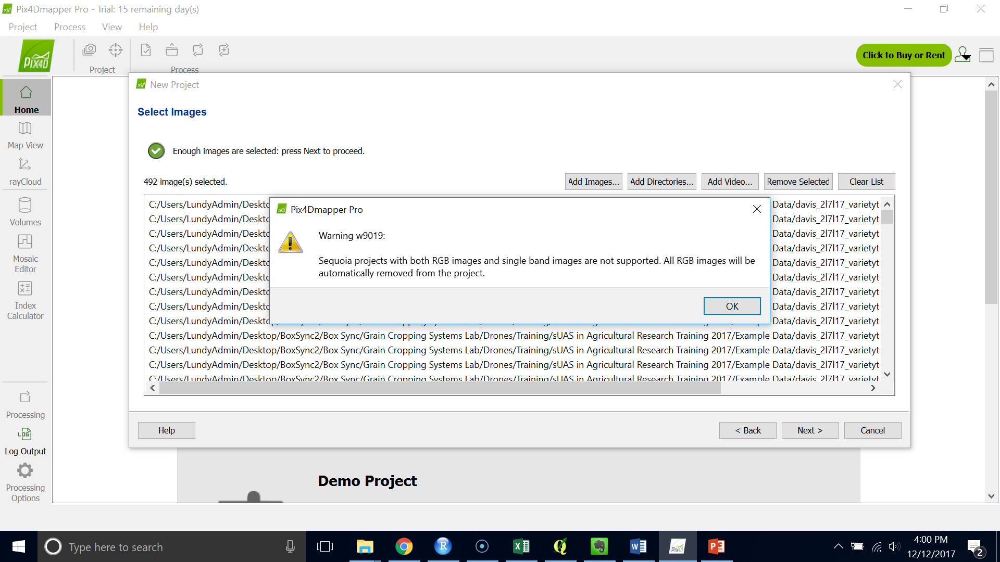 Pix4Dmapper Pro - Trial: 15 remaining day(s)
Project Process View Help
PIX4D
Project
Process
Click to Buy or Rent
New Project
Home
Select Images
Map View
Enough images are selected: press Next to proceed.
rayCloud
492 image(s) selected.
Add Images... Add Directories... Add Video... Remove Selected Clear List
C:/Users/LundyAdmin/Deskto
Data/davis_2l7l17_varietyt
C:/Users/LundyAdmin/Deskto
Data/davis_2l7l17_varietyt
C:/Users/LundyAdmin/Deskto
Data/davis_2l7l17_varietyt
C:/Users/LundyAdmin/Deskto
Data/davis_2l7l17_varietyt
C:/Users/LundyAdmin/Deskto
Data/davis_2l7l17_varietyt
C:/Users/LundyAdmin/Deskto
Data/davis_2l7l17_varietyt
C:/Users/LundyAdmin/Deskto
Data/davis_2l7l17_varietyt
C:/Users/LundyAdmin/Deskto
Data/davis_2l7l17_varietyt
C:/Users/LundyAdmin/Deskto
Data/davis_2l7l17_varietyt
Pix4Dmapper Pro
Warning w9019:
Sequoia projects with both RGB images and single band images are not supported. All RGB images will be
automatically removed from the project.
OK
C:/Users/LundyAdmin/Desktop/BoxSync2/Box Sync/Grain Cropping Systems Lab/Drones/Training/sUAS in Agricultural Research Training 2017/Example Data/davis_2l7l17_varietyt
C:/Users/LundyAdmin/Desktop/BoxSync2/Box Sync/Grain Cropping Systems Lab/Drones/Training/sUAS in Agricultural Research Training 2017/Example Data/davis_2l7l17_varietyt
C:/Users/LundyAdmin/Desktop/BoxSync2/Box Sync/Grain Cropping Systems Lab/Drones/Training/sUAS in Agricultural Research Training 2017/Example Data/davis_2l7l17_varietyt
C:/Users/LundyAdmin/Desktop/BoxSync2/Box Sync/Grain Cropping Systems Lab/Drones/Training/sUAS in Agricultural Research Training 2017/Example Data/davis_2l7l17_varietyt
Volumes
Mosaic
Editor
Index
Calculator
Processing
LOG
Log Output
Processing
Options
Help
< Back Next > Cancel
Demo Project
Type here to search
R
X
W
PIX4D
P
4:00 PM
12/12/2017
2